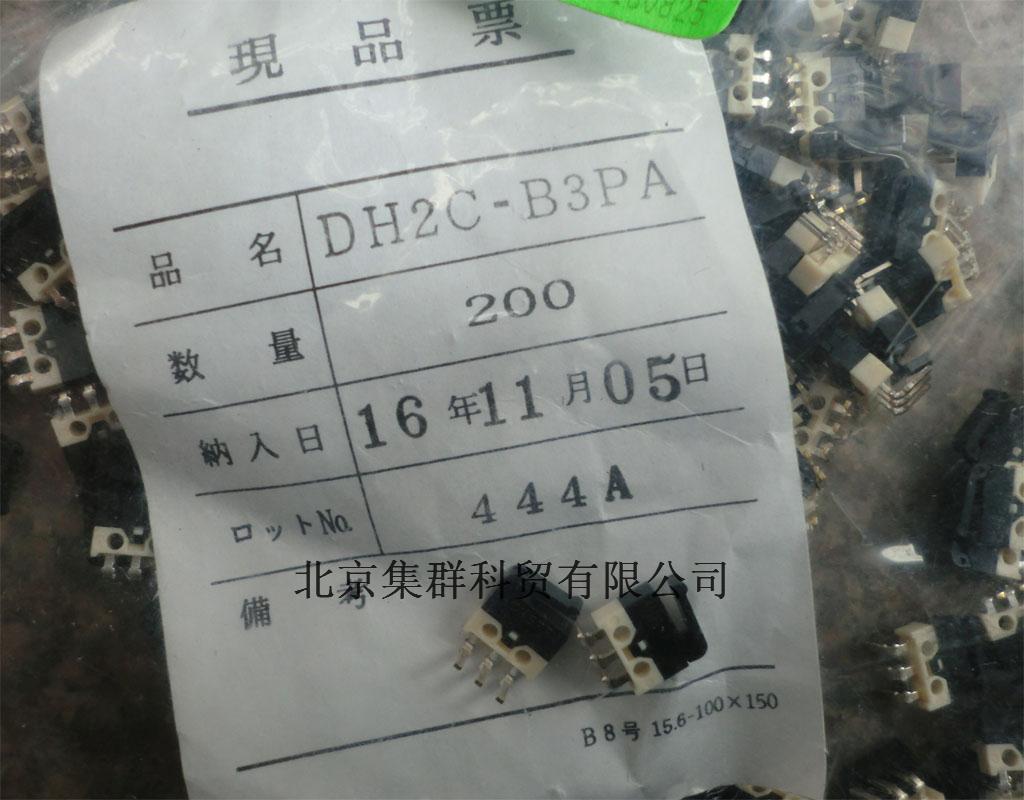 現品票
品名 DH2C-B3PA
数量 200
納入日 16年11月05日
ロットNo. 444A
備考
北京集群科贸有限公司
B8号 15.6-100×150